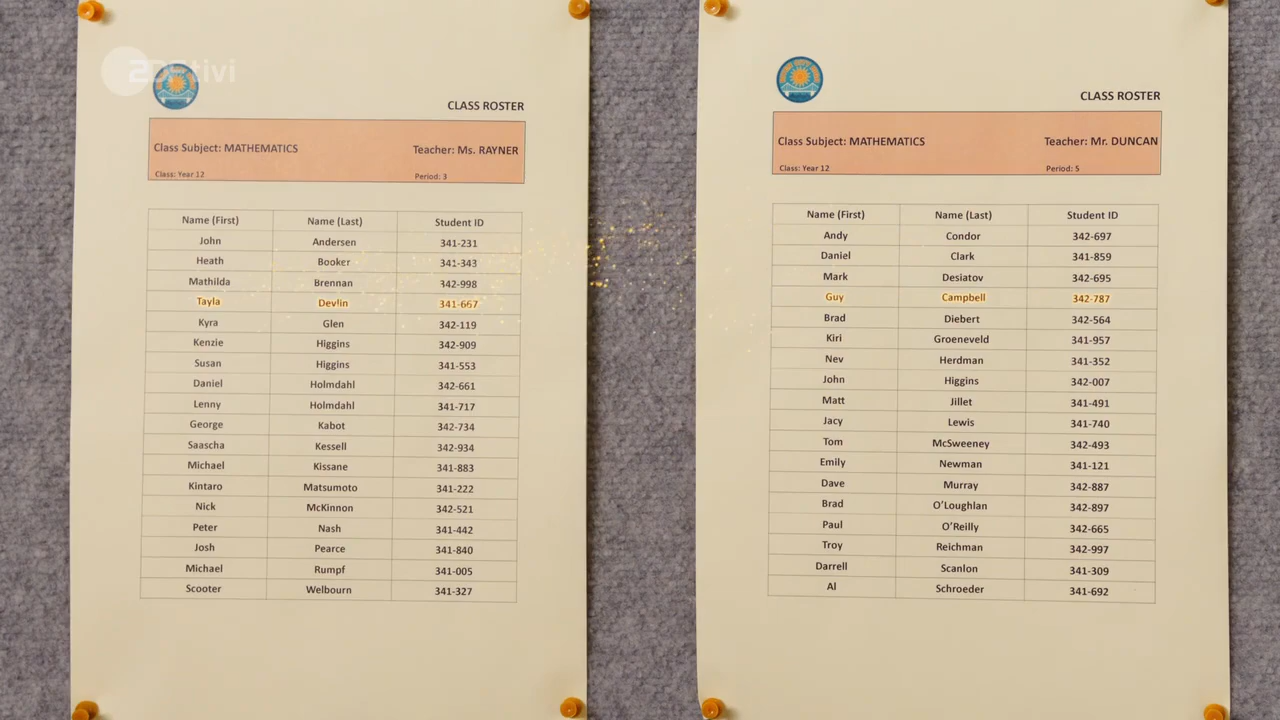 ZDFtivi
CLASS ROSTER
Class Subject: MATHEMATICS Teacher: Ms. RAYNER
Class: Year 12 Period: 3
Name (First) Name (Last) Student ID
John Andersen 341-231
Heath Booker 341-343
Mathilda Brennan 342-998
Tayla Devlin 341-667
Kyra Glen 342-119
Kenzie Higgins 342-909
Susan Higgins 341-553
Daniel Holmdahl 342-661
Lenny Holmdahl 341-717
George Kabot 342-734
Saascha Kessell 342-934
Michael Kissane 341-883
Kintaro Matsumoto 341-222
Nick McKinnon 342-521
Peter Nash 341-442
Josh Pearce 341-840
Michael Rumpf 341-005
Scooter Welbourn 341-327
CLASS ROSTER
Class Subject: MATHEMATICS Teacher: Mr. DUNCAN
Class: Year 12 Period: 5
Name (First) Name (Last) Student ID
Andy Condor 342-697
Daniel Clark 341-859
Mark Desiatov 342-695
Guy Campbell 342-787
Brad Diebert 342-564
Kiri Groeneveld 341-957
Nev Herdman 341-352
John Higgins 342-007
Matt Jillet 341-491
Jacy Lewis 341-740
Tom McSweeney 342-493
Emily Newman 341-121
Dave Murray 342-887
Brad O'Loughlan 342-897
Paul O'Reilly 342-665
Troy Reichman 342-997
Darrell Scanlon 341-309
Al Schroeder 341-692